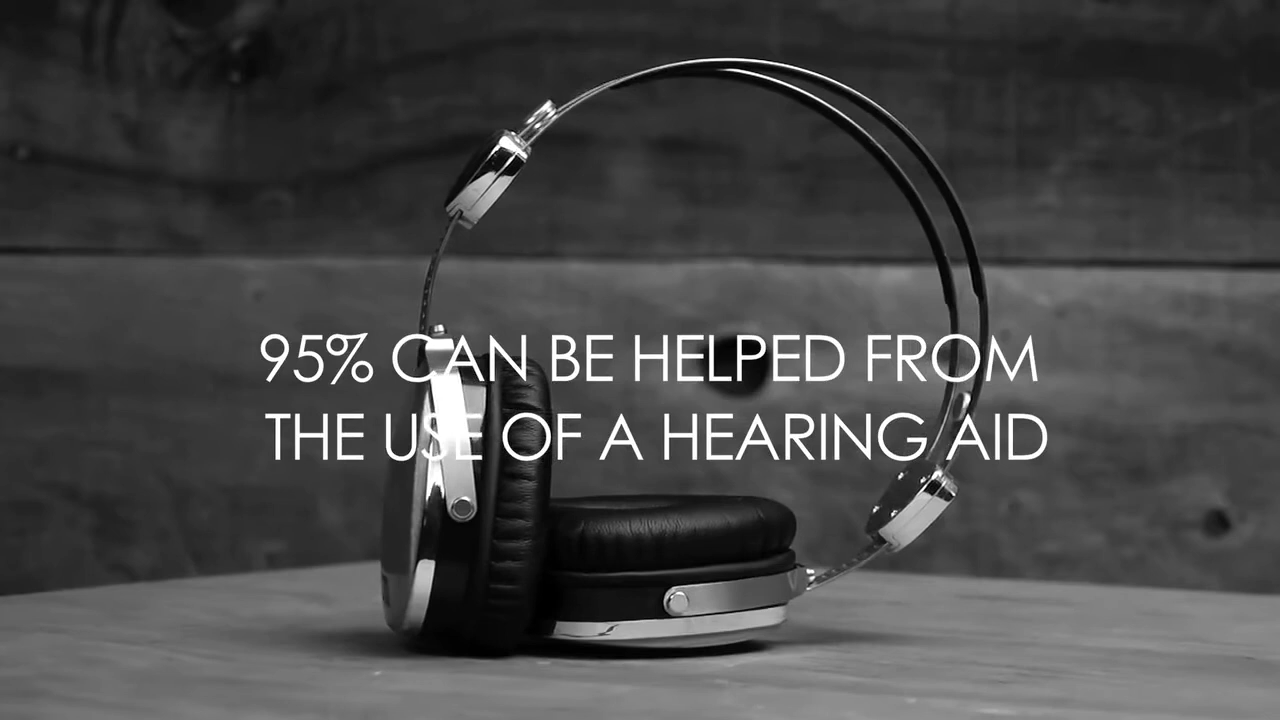 95% CAN BE HELPED FROM
THE USE OF A HEARING AID